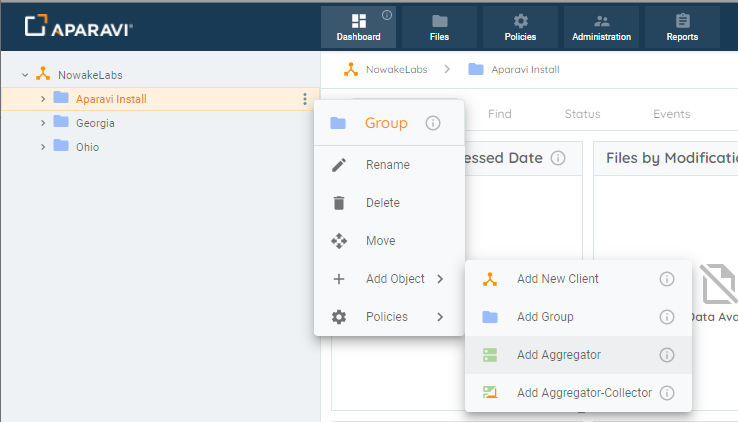 APARAVI®
Dashboard
Files
Policies
Administration
Reports
NowakeLabs
Aparavi Install
Georgia
Ohio
NowakeLabs
Aparavi Install
Find
Status
Events
essed Date
Files by Modificatio
Data Ava
Group
Rename
Delete
Move
Add Object
Policies
Add New Client
Add Group
Add Aggregator
Add Aggregator-Collector